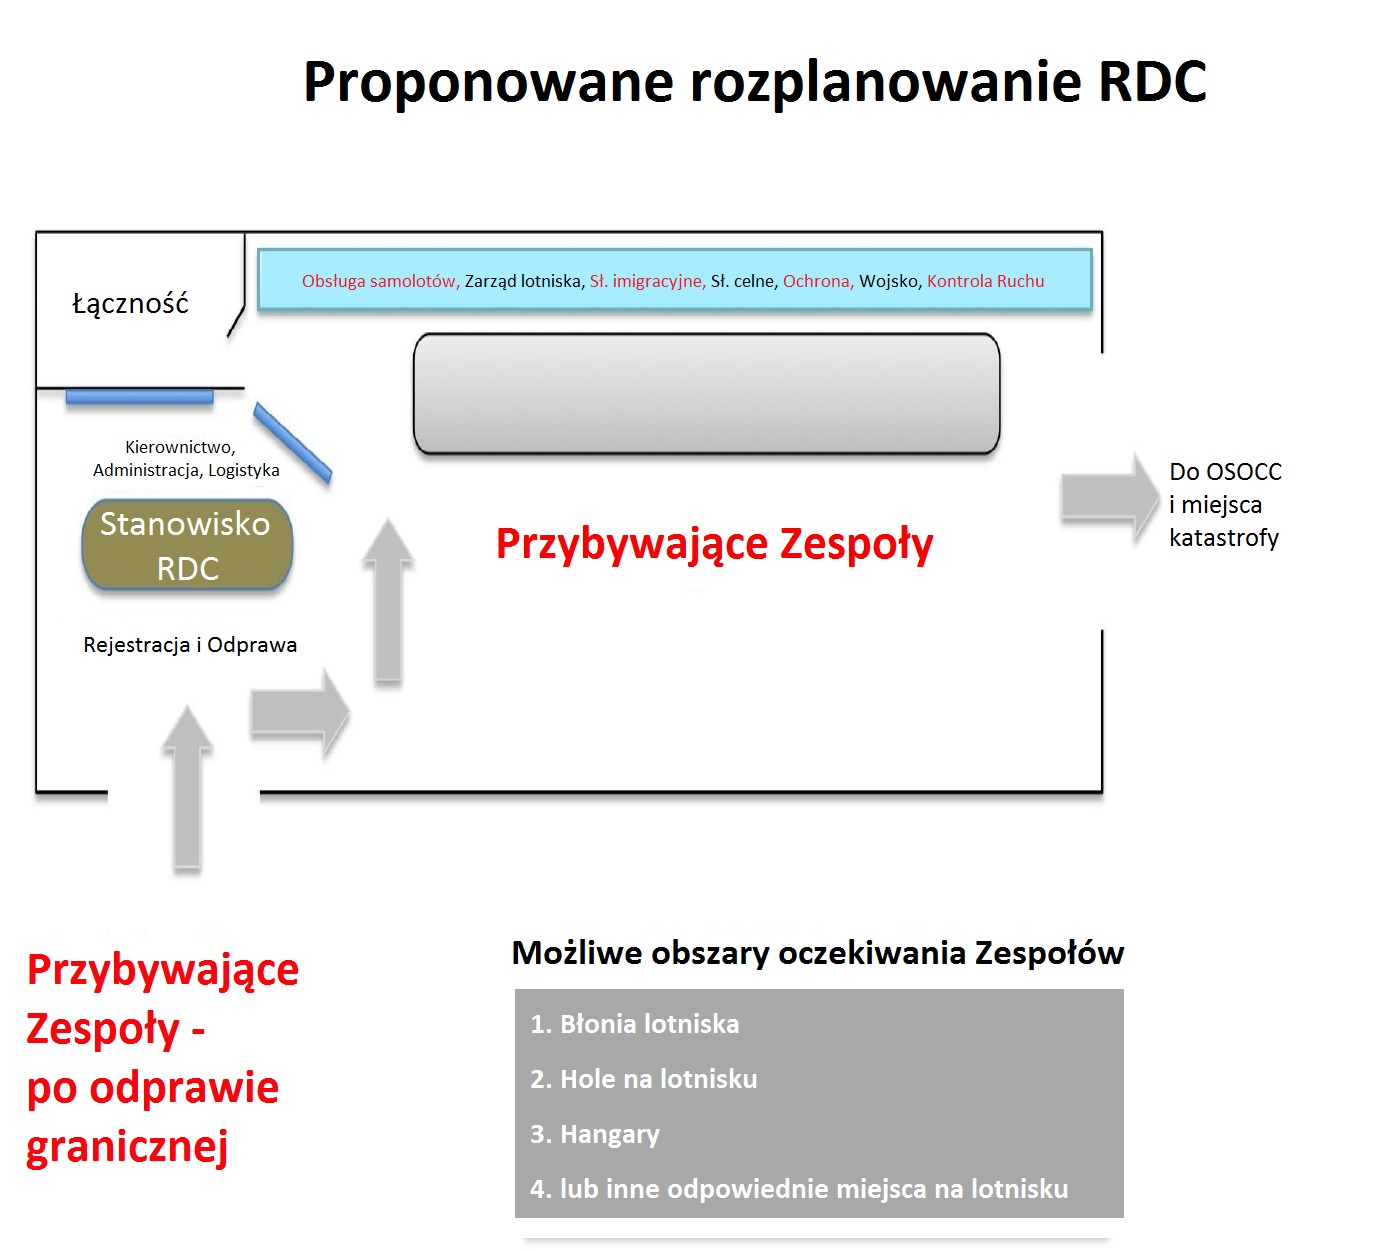 Proponowane rozplanowanie RDC
Łączność
Obsługa samolotów, Zarząd lotniska, Sł. imigracyjne, Sł. celne, Ochrona, Wojsko, Kontrola Ruchu
Kierownictwo,
Administracja, Logistyka
Stanowisko
RDC
Rejestracja i Odprawa
Przybywające Zespoły
Do OSOCC
i miejsca
katastrofy
Przybywające
Zespoły -
po odprawie
granicznej
Możliwe obszary oczekiwania Zespołów
1. Błonia lotniska
2. Hole na lotnisku
3. Hangary
4. lub inne odpowiednie miejsca na lotnisku